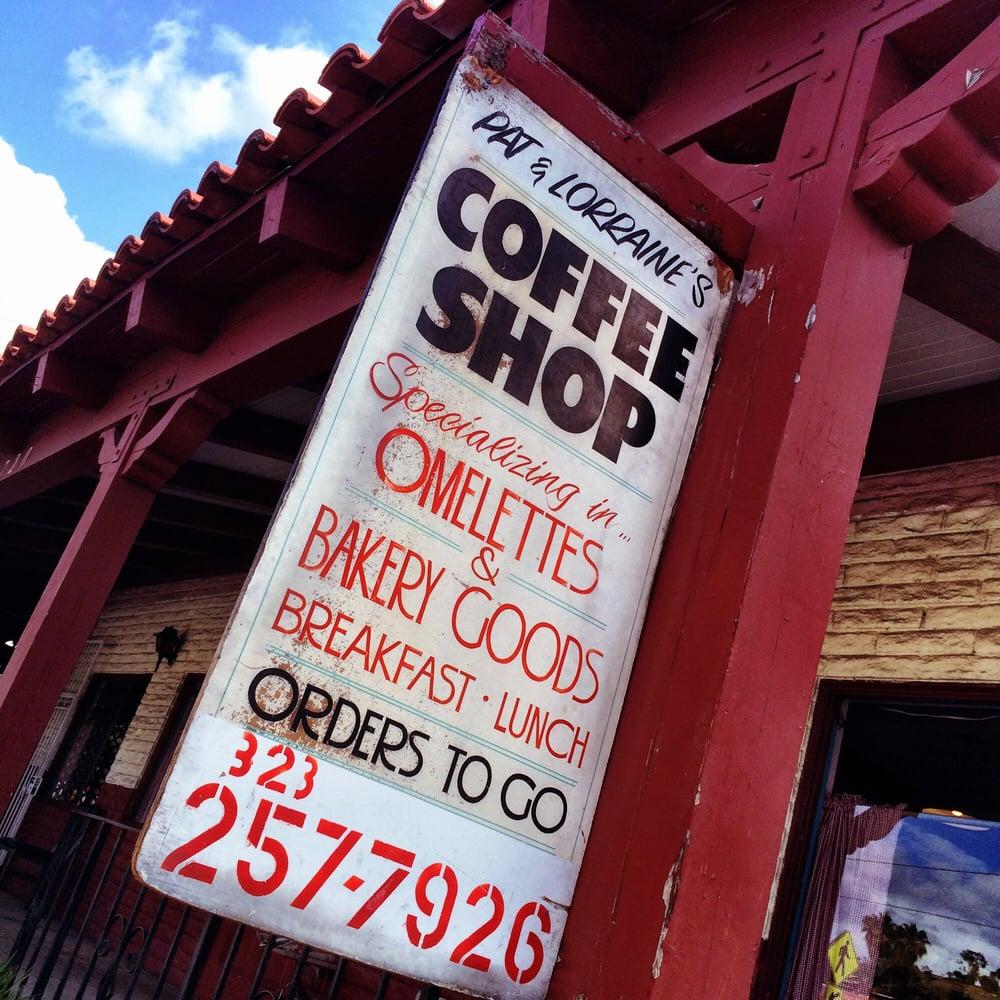 PAT & LORRAINE'S
COFFEE
SHOP
Specializing in...
OMELETTES
&
BAKERY GOODS
BREAKFAST · LUNCH
ORDERS TO GO
323
257-7926